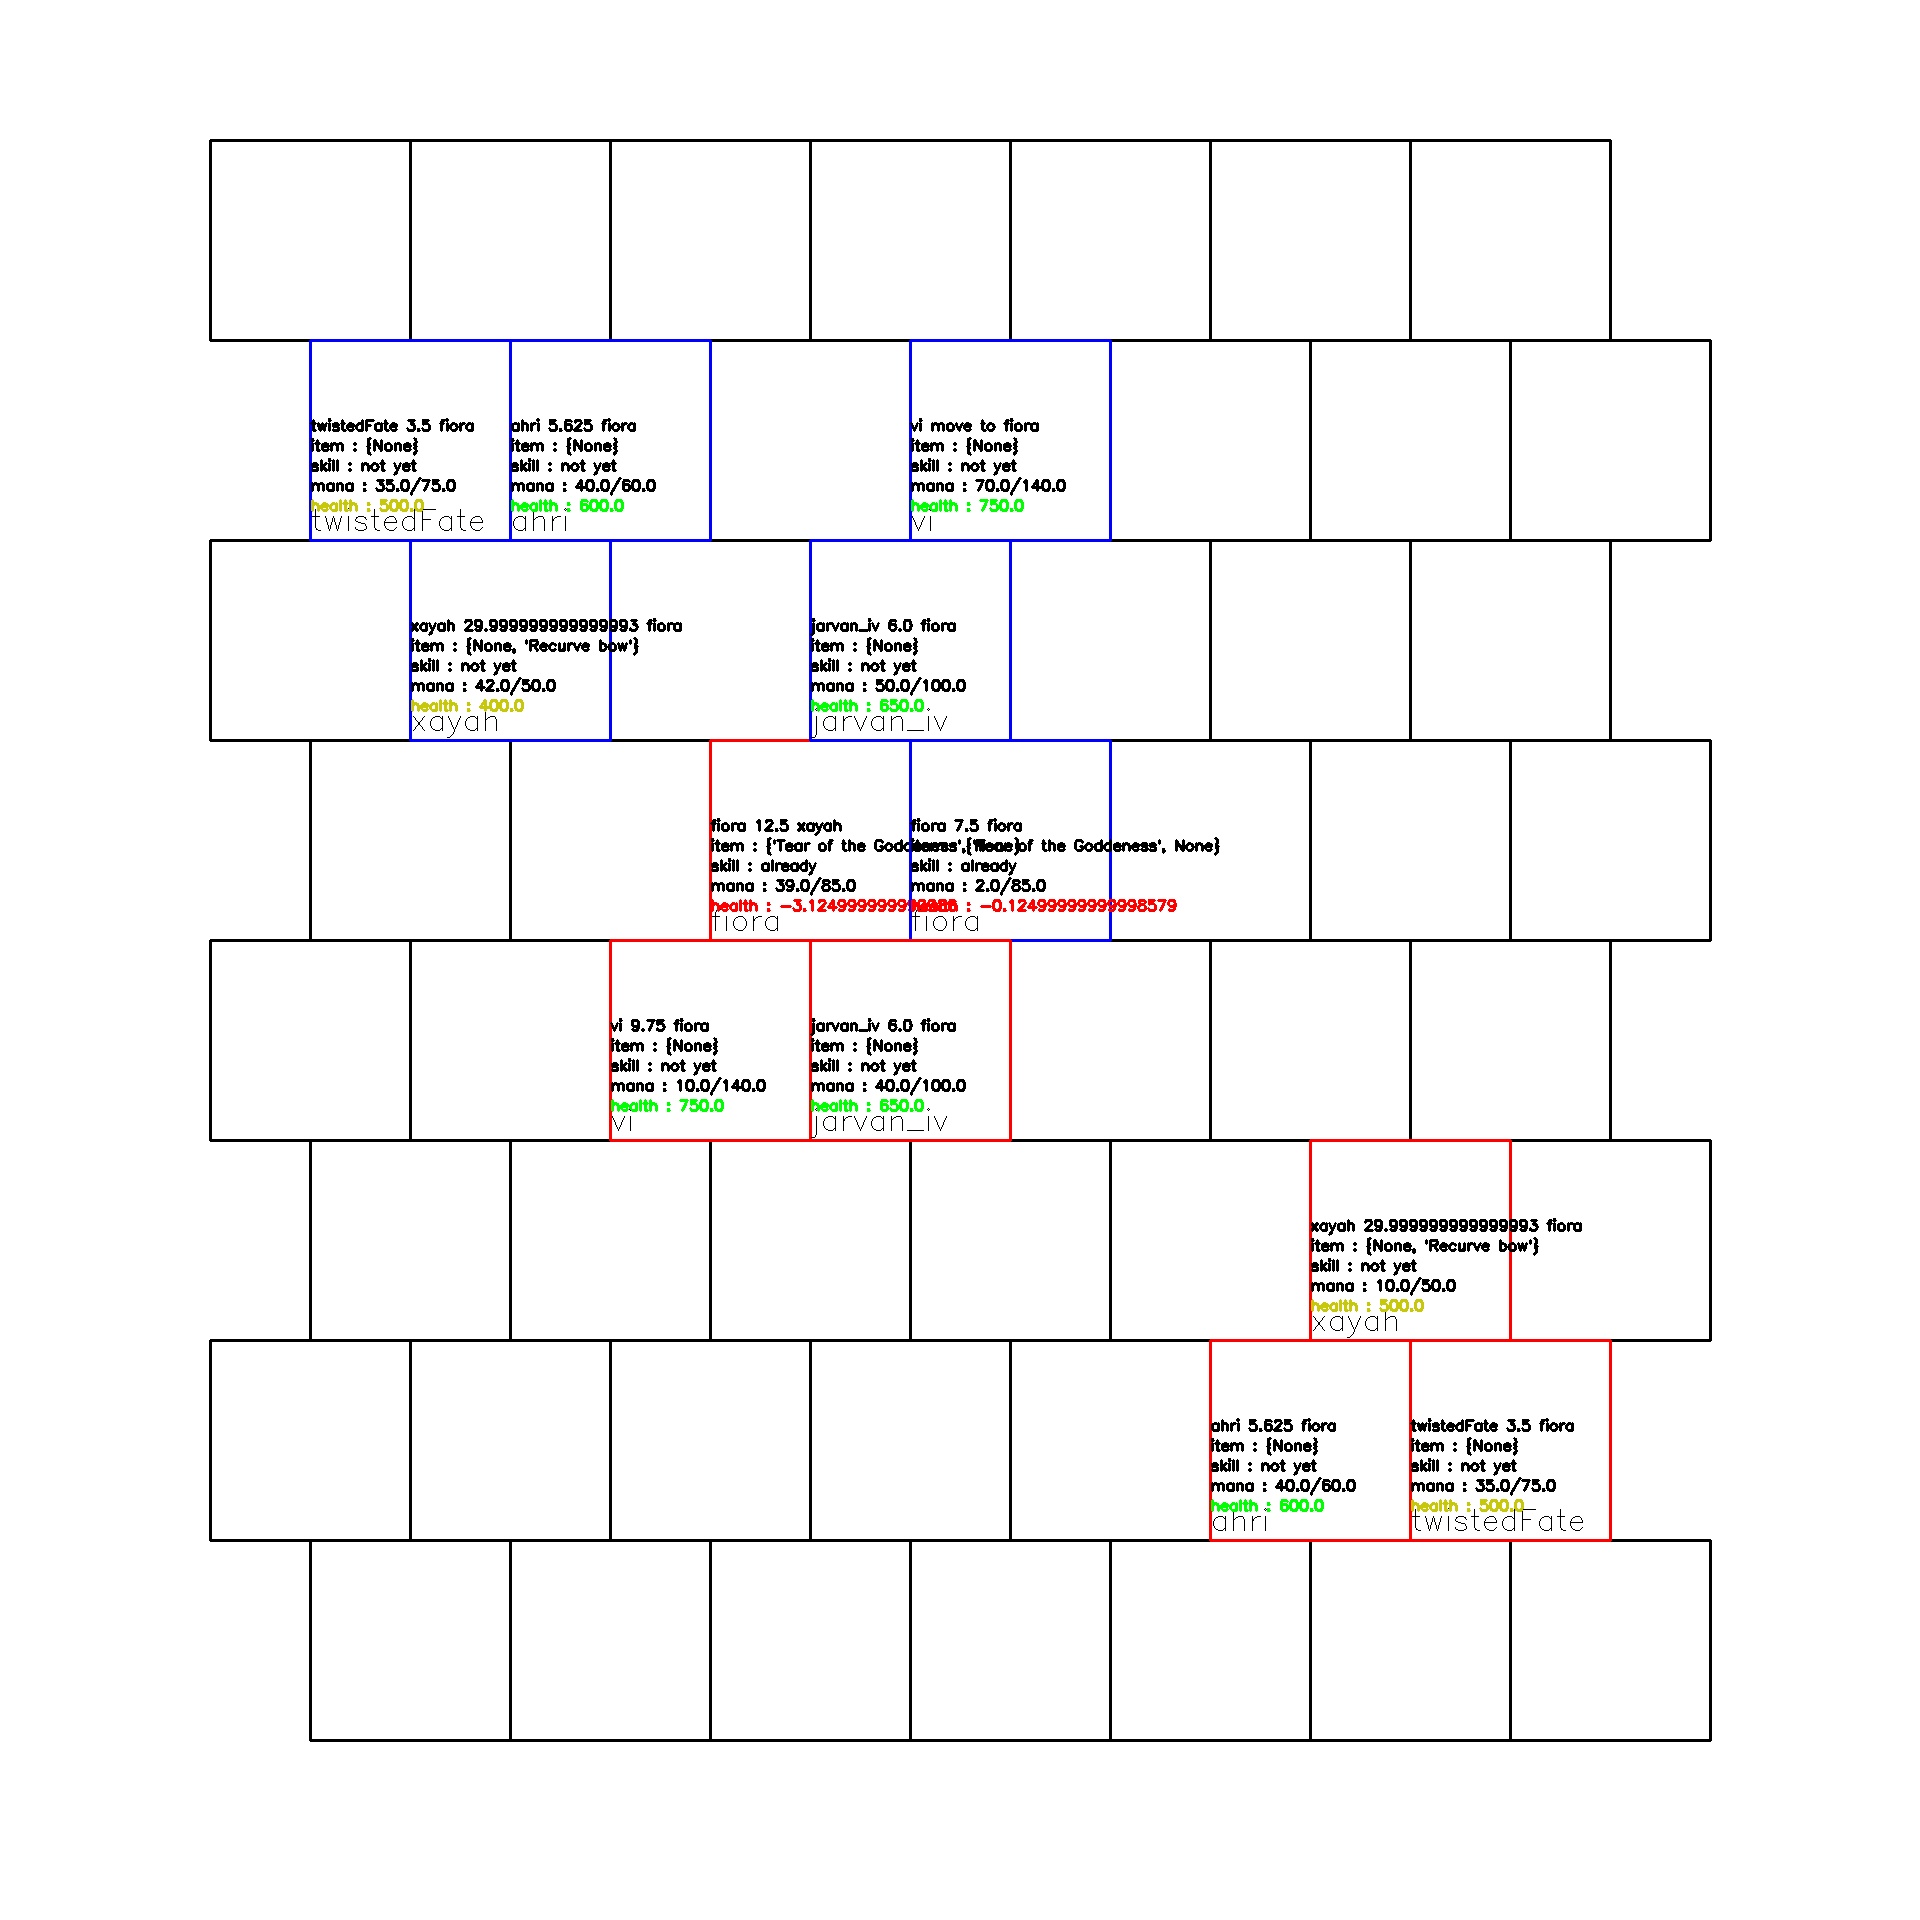 twistedFate 3.5 fiora
item : {None}
skill : not yet
mana : 35.0/75.0
health : 500.0
twistedFate
ahri 5.625 fiora
item : {None}
skill : not yet
mana : 40.0/60.0
health : 600.0
ahri
vi move to fiora
item : {None}
skill : not yet
mana : 70.0/140.0
health : 750.0
vi
xayah 29.999999999999993 fiora
item : {None, 'Recurve bow'}
skill : not yet
mana : 42.0/50.0
health : 400.0
xayah
jarvan_iv 6.0 fiora
item : {None}
skill : not yet
mana : 50.0/100.0
health : 650.0
jarvan_iv
fiora 12.5 xayah
item : {'Tear of the Goddeness', None}
skill : already
mana : 39.0/85.0
health :
fiora
fiora 7.5 fiora
item : {'Tear of the Goddeness', None}
skill : already
mana : 2.0/85.0
health : -0.12499999999998579
fiora
vi 9.75 fiora
item : {None}
skill : not yet
mana : 10.0/140.0
health : 750.0
vi
jarvan_iv 6.0 fiora
item : {None}
skill : not yet
mana : 40.0/100.0
health : 650.0
jarvan_iv
xayah 29.999999999999993 fiora
item : {None, 'Recurve bow'}
skill : not yet
mana : 10.0/50.0
health : 500.0
xayah
ahri 5.625 fiora
item : {None}
skill : not yet
mana : 40.0/60.0
health : 600.0
ahri
twistedFate 3.5 fiora
item : {None}
skill : not yet
mana : 35.0/75.0
health : 500.0
twistedFate